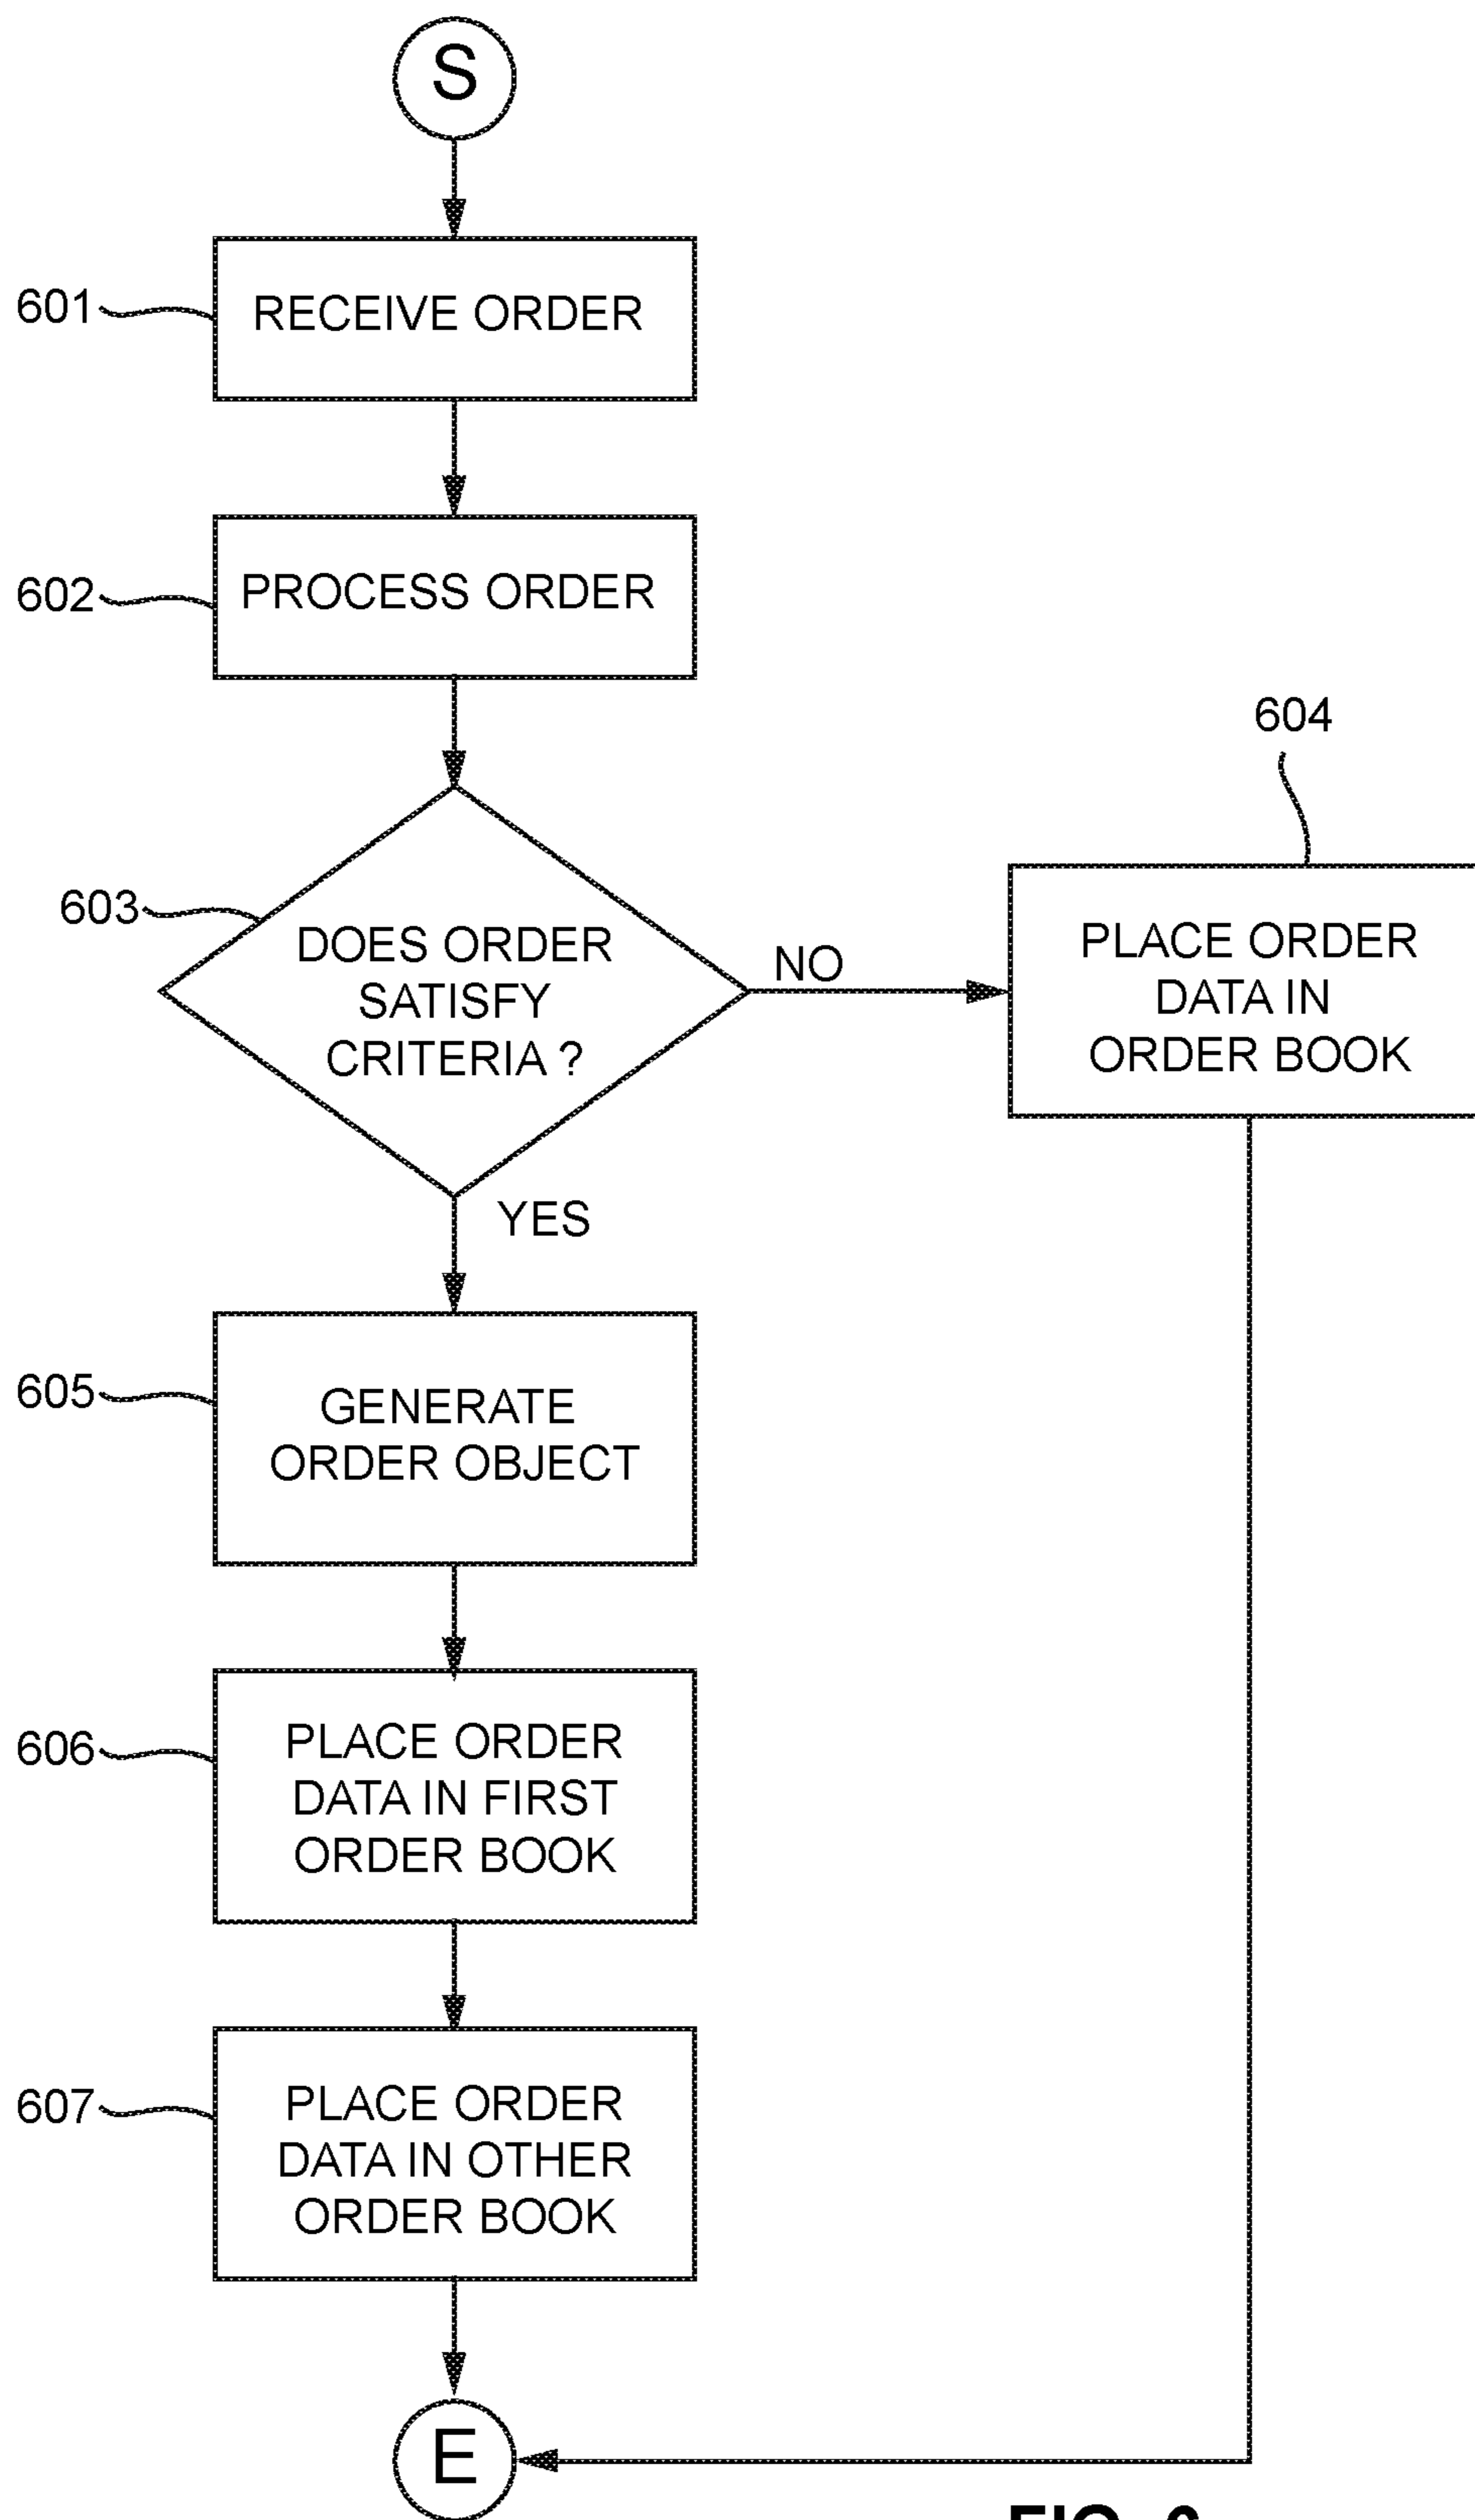 S
601
RECEIVE ORDER
602
PROCESS ORDER
603
DOES ORDER
SATISFY
CRITERIA ?
NO
604
PLACE ORDER
DATA IN
ORDER BOOK
YES
605
GENERATE
ORDER OBJECT
606
PLACE ORDER
DATA IN FIRST
ORDER BOOK
607
PLACE ORDER
DATA IN OTHER
ORDER BOOK
E
FIG.